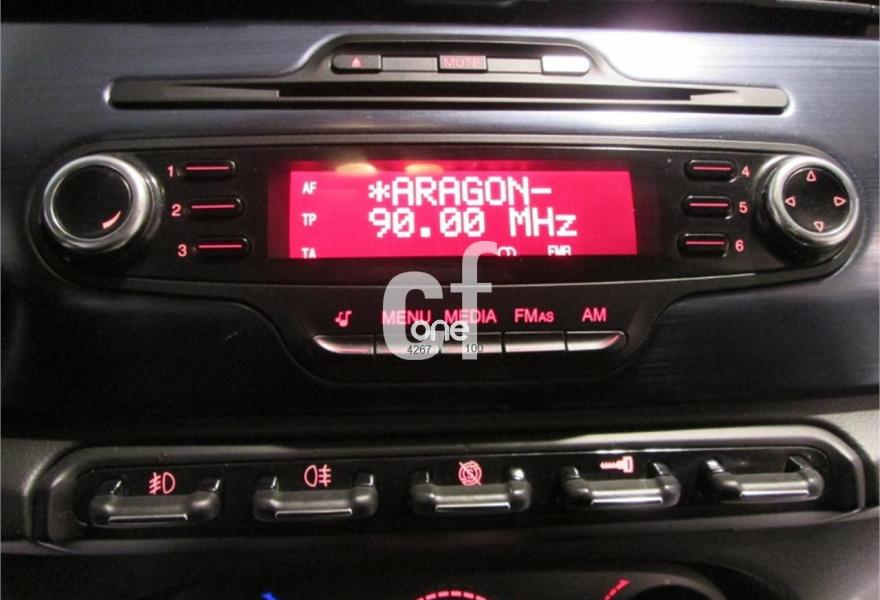 MUTE
1
4
AF
*ARAGON-
2
5
TP
90.00 MHz
3
6
TA
FMB
MENU
MEDIA
FMAS
AM
cf
one
4267
100